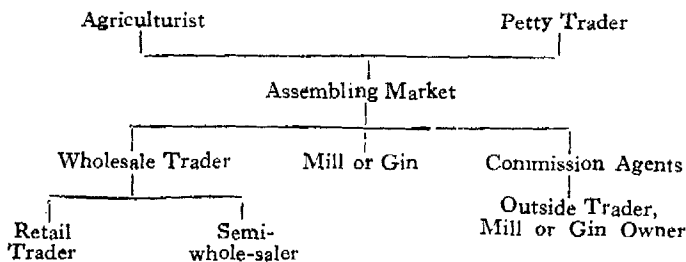 Agriculturist Petty Trader
Assembling Market
Wholesale Trader Mill or Gin Commission Agents
Retail Trader Semi-whole-saler Outside Trader, Mill or Gin Owner